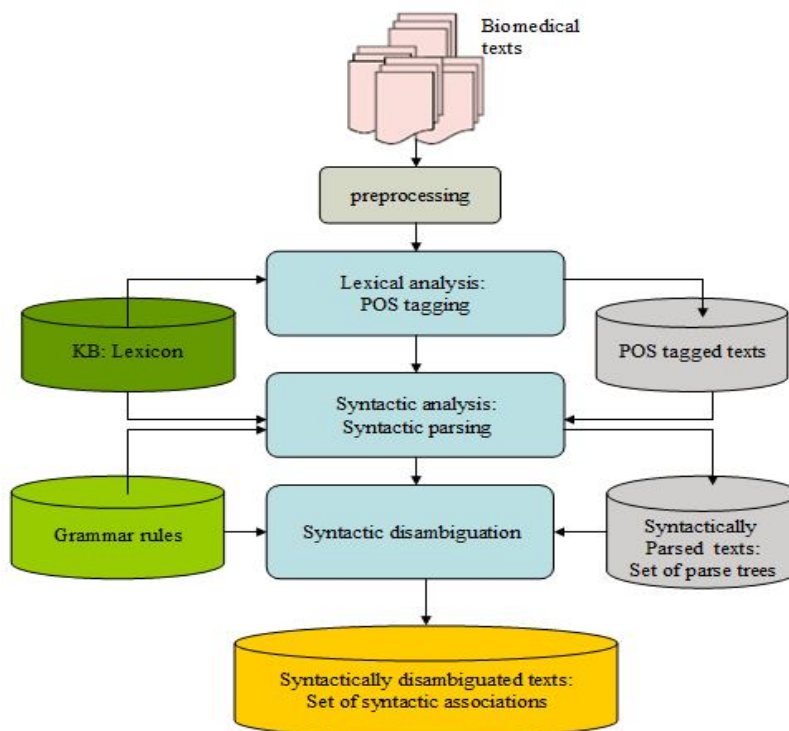 Biomedical
texts
preprocessing
Lexical analysis:
POS tagging
KB: Lexicon
POS tagged texts
Syntactic analysis:
Syntactic parsing
Grammar rules
Syntactic disambiguation
Syntactically
Parsed texts:
Set of parse trees
Syntactically disambiguated texts:
Set of syntactic associations